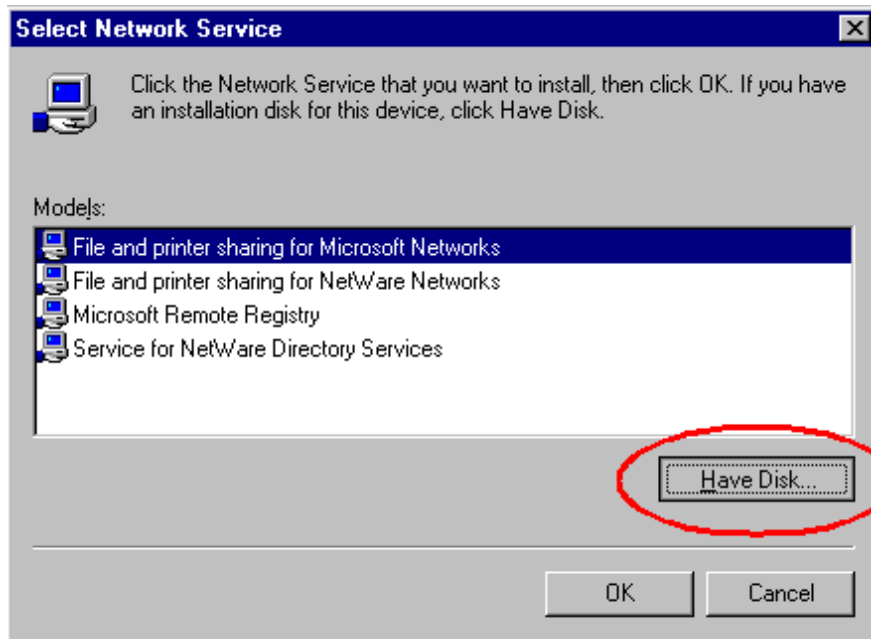 Select Network Service
Click the Network Service that you want to install, then click OK. If you have
an installation disk for this device, click Have Disk.
Models:
File and printer sharing for Microsoft Networks
File and printer sharing for NetWare Networks
Microsoft Remote Registry
Service for NetWare Directory Services
Have Disk...
OK
Cancel